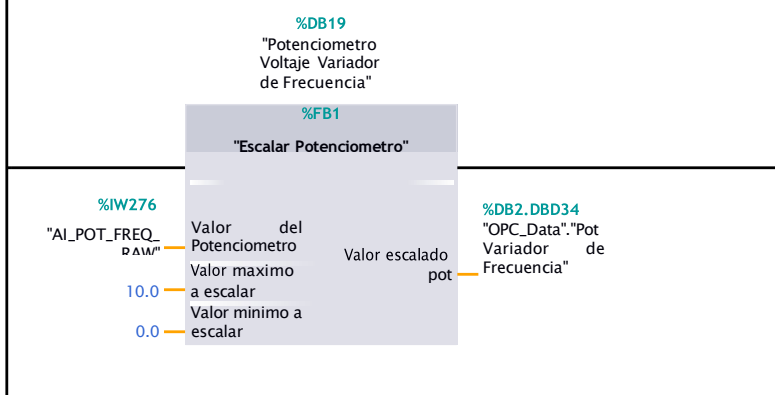 %DB19
"Potenciometro
Voltaje Variador
de Frecuencia"
%FB1
"Escalar Potenciometro"
%IW276
"AI_POT_FREQ_
RAW"
Valor del
Potenciometro
Valor maximo
a escalar
10.0
Valor minimo a
escalar
0.0
Valor escalado
pot
%DB2.DBD34
"OPC_Data"."Pot
Variador de
Frecuencia"